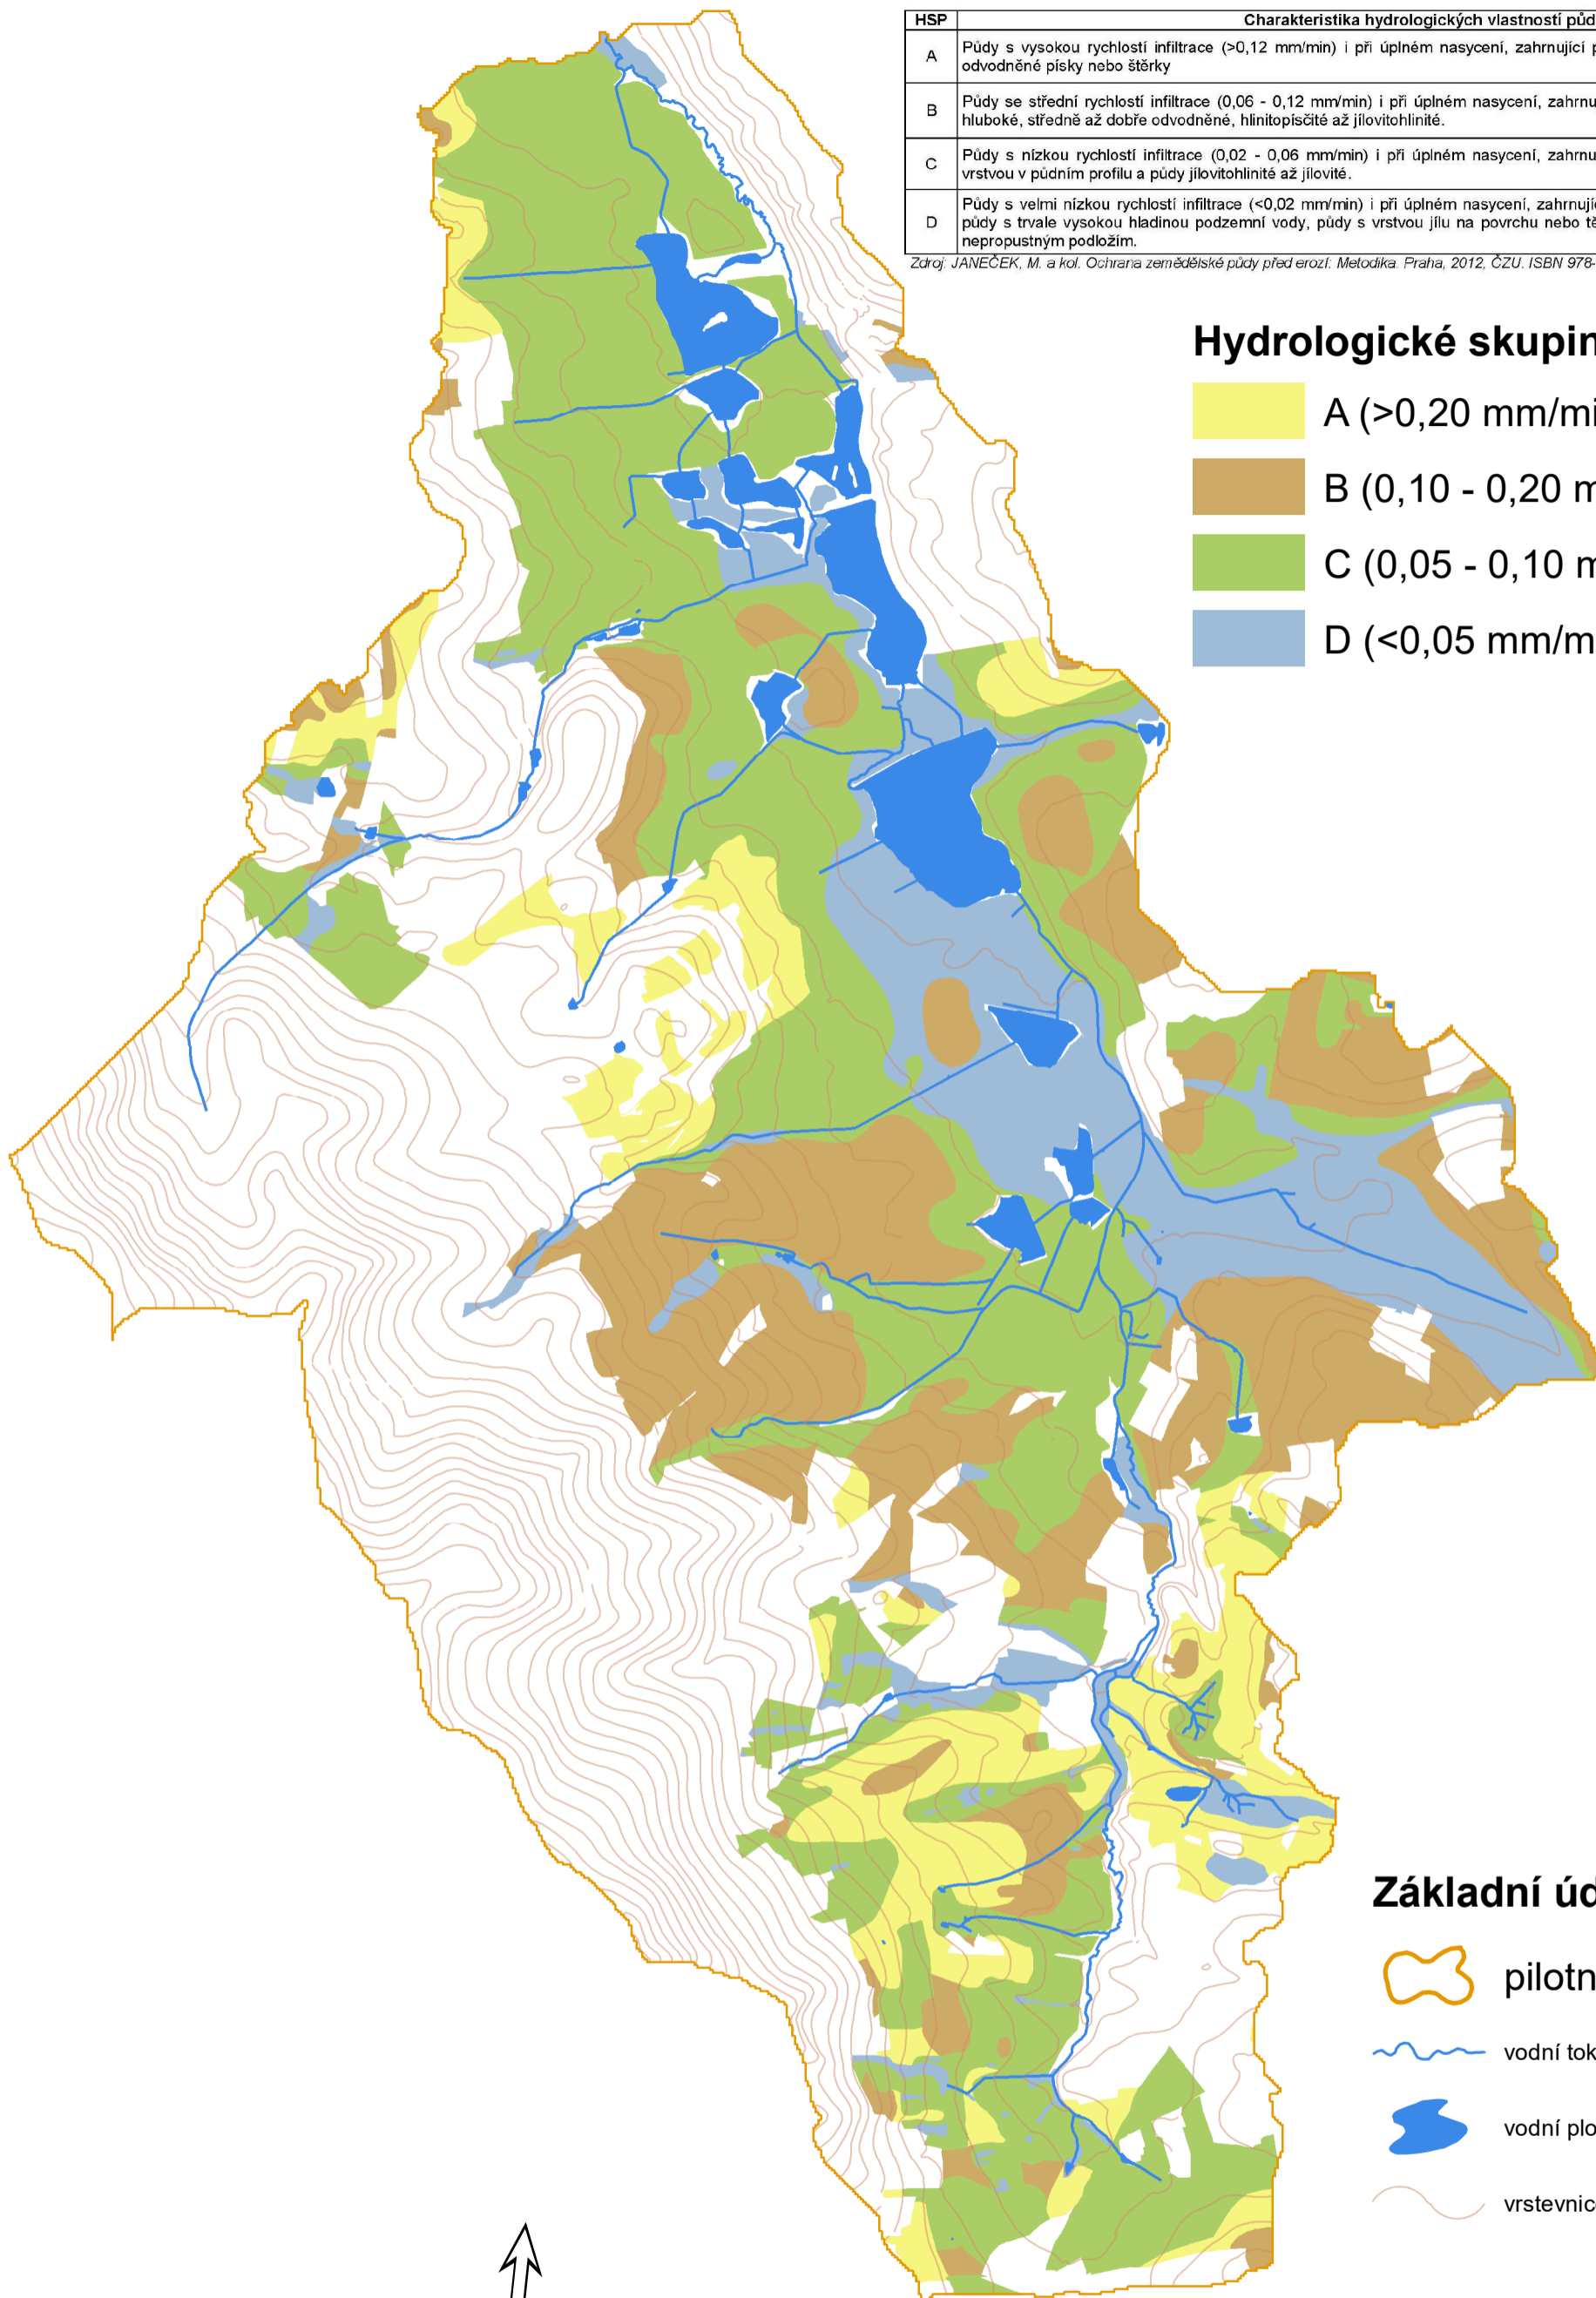 HSP Charakteristika hydrologických vlastností půd
A Půdy s vysokou rychlostí infiltrace (>0,12 mm/min) i při úplném nasycení, zahrnující
odvodněné písky nebo štěrky
B Půdy se střední rychlostí infiltrace (0,06 - 0,12 mm/min) i při úplném nasycení,
hluboké, středně až dobře odvodněné, hlinitopísčité až jílovitohlinité.
C Půdy s nízkou rychlostí infiltrace (0,02 - 0,06 mm/min) i při úplném nasycení,
vrstvou v půdním profilu a půdy jílovitohlinité až jílovité.
D Půdy s velmi nízkou rychlostí infiltrace (<0,02 mm/min) i při úplném nasycení,
půdy s trvale vysokou hladinou podzemní vody, půdy s vrstvou jílu na povrchu nebo
nepropustným podložím.
Zdroj: JANEČEK, M. a kol. Ochrana zemědělské půdy před erozí: Metodika. Praha, 2012, ČZU. ISBN 978-
Hydrologické skupin
A (>0,20 mm/mi
B (0,10 - 0,20 m
C (0,05 - 0,10 m
D (<0,05 mm/m
Základní úd
pilotn
vodní tok
vodní plo
vrstevnic